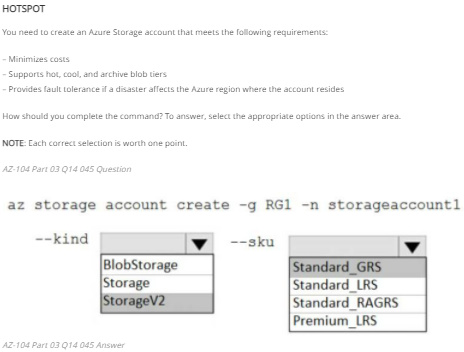 HOTSPOT
You need to create an Azure Storage account that meets the following requirements:
– Minimizes costs
– Supports hot, cool, and archive blob tiers
– Provides fault tolerance if a disaster affects the Azure region where the account resides
How should you complete the command? To answer, select the appropriate options in the answer area.
NOTE: Each correct selection is worth one point.
AZ-104 Part 03 Q14 045 Question
az storage account create -g RG1 -n storageaccount1
--kind
BlobStorage
Storage
StorageV2
--sku
Standard_GRS
Standard_LRS
Standard_RAGRS
Premium_LRS
AZ-104 Part 03 Q14 045 Answer